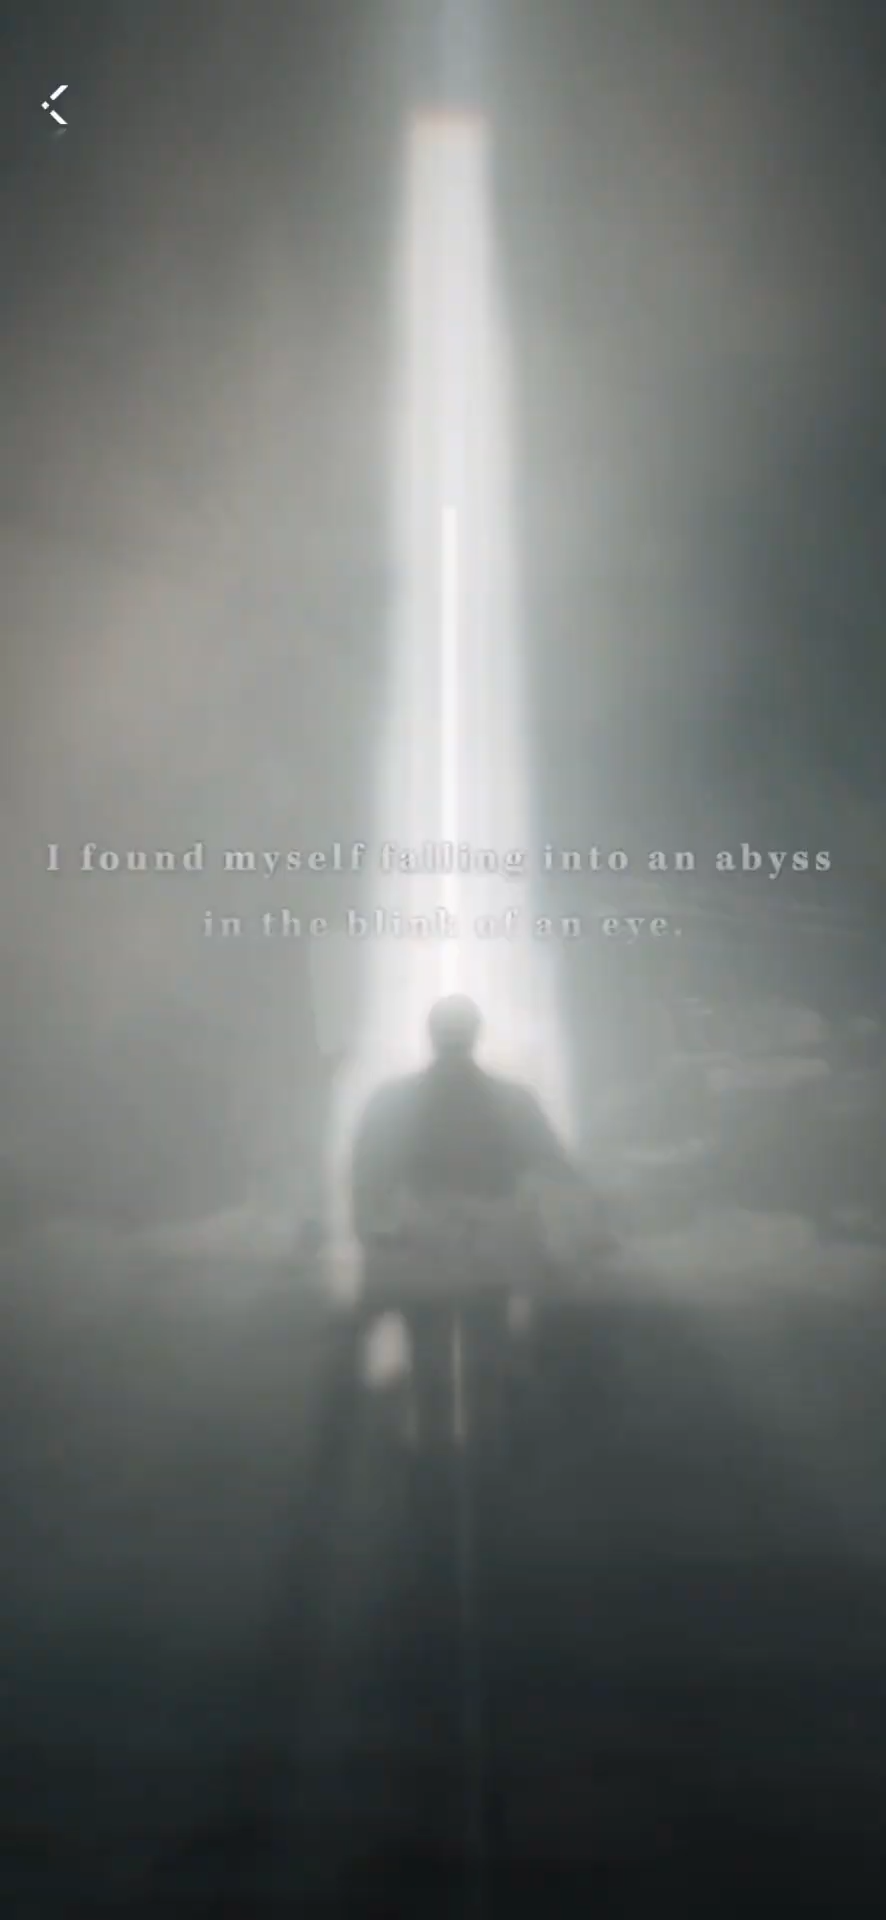 I found myself falling into an abyss
in the blink of an eye.